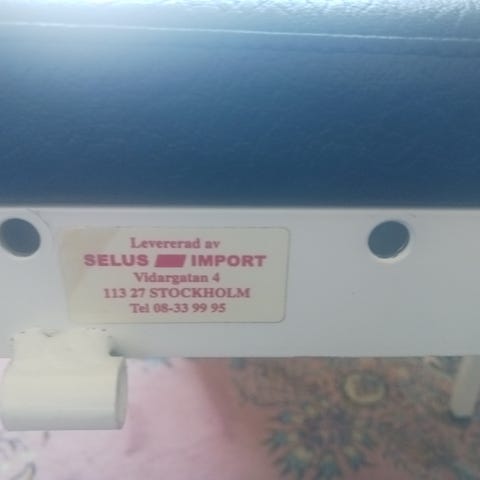 Levererad av
SELUS IMPORT
Vidargatan 4
113 27 STOCKHOLM
Tel 08-33 99 95